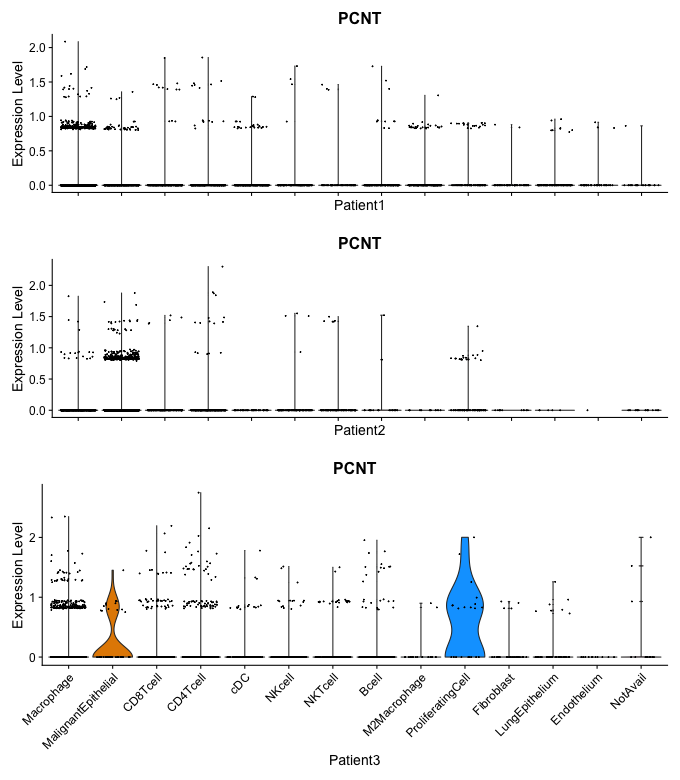 PCNT
Expression Level
2.0
1.5
1.0
0.5
0.0
Patient1
PCNT
Expression Level
2.0
1.5
1.0
0.5
0.0
Patient2
PCNT
Expression Level
2
1
0
Macrophage
MalignantEpithelial
CD8Tcell
CD4Tcell
cDC
NKcell
NKTcell
Bcell
M2Macrophage
ProliferatingCell
Fibroblast
LungEpithelium
Endothelium
NotAvail
Patient3